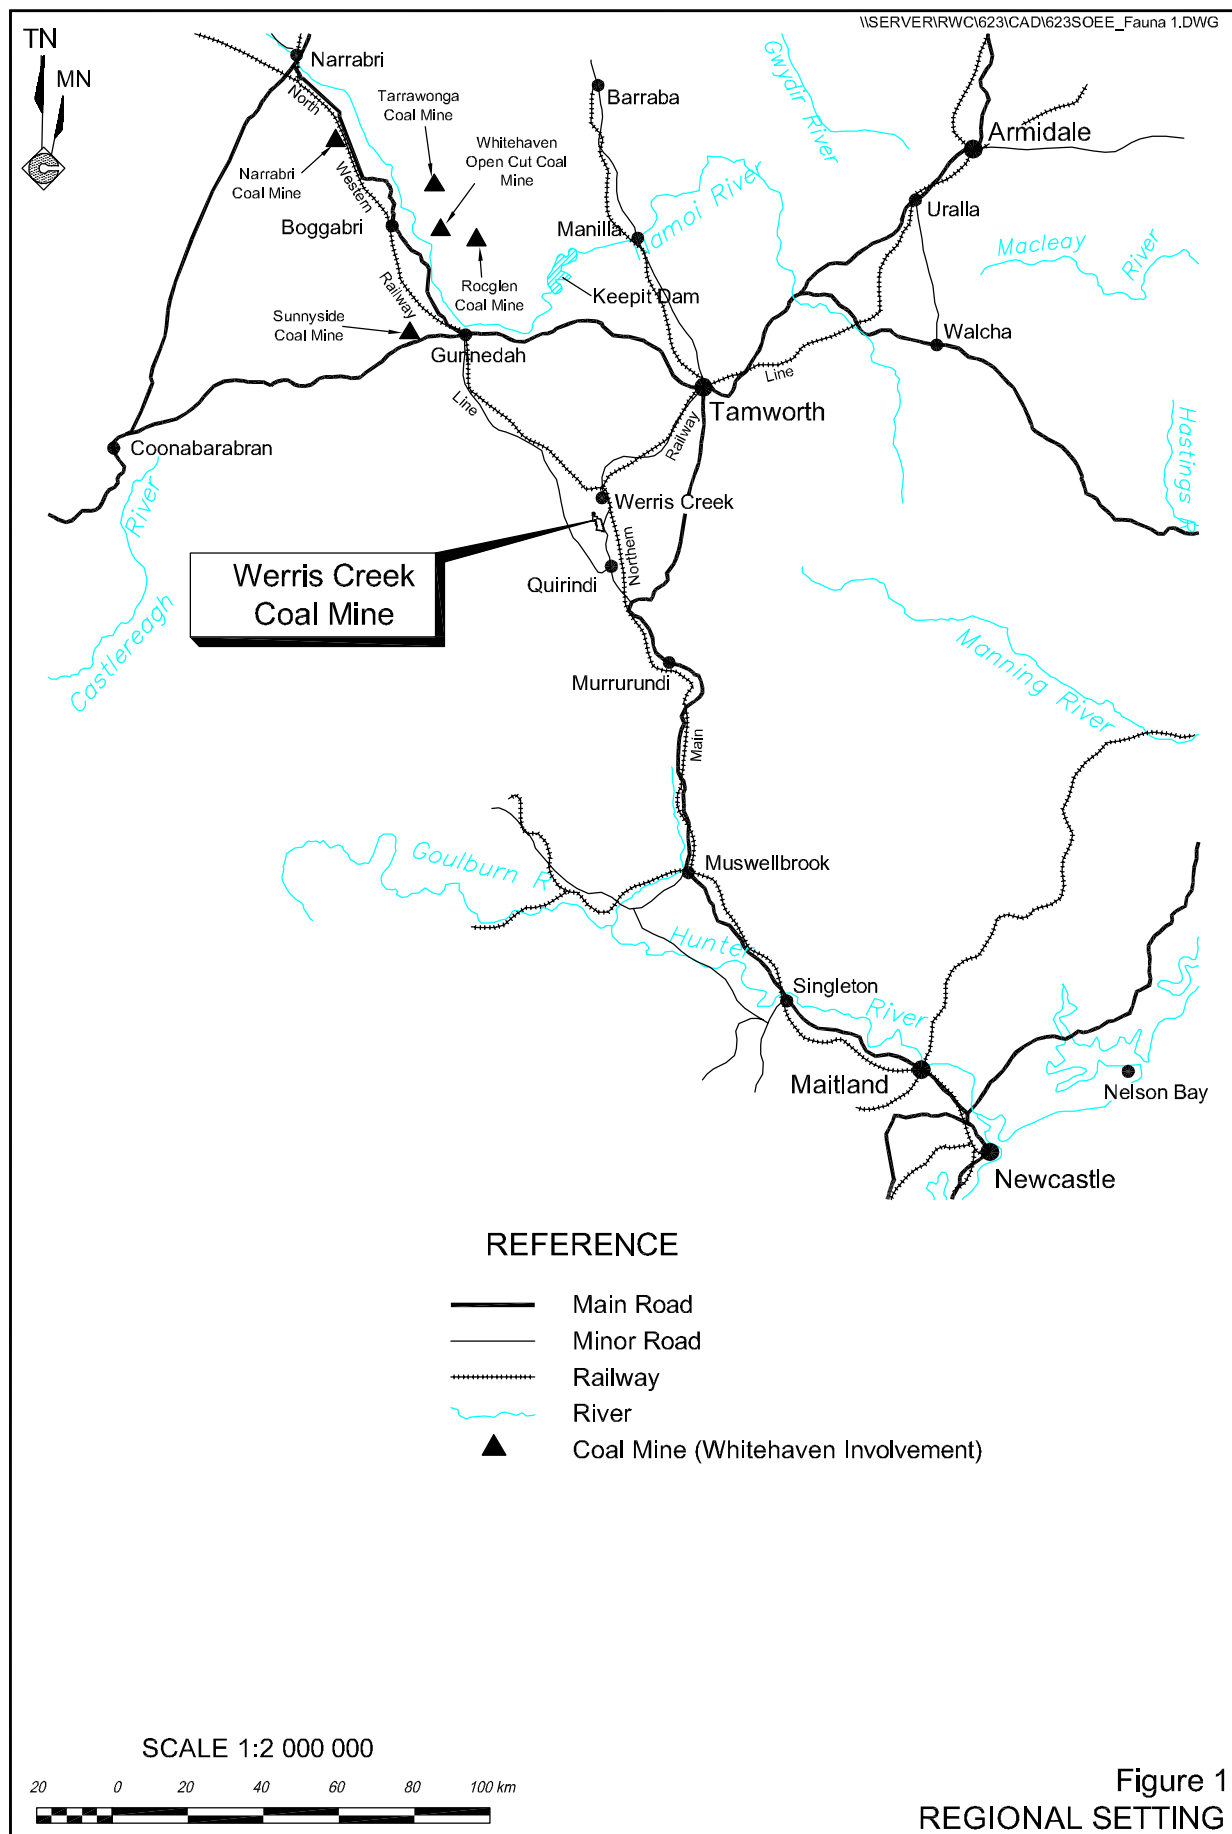 \\SERVER\RWC\623\CAD\623SOEE_Fauna 1.DWG
TN
MN
Narrabri
North
Western
Railway
Line
Tarrawonga
Coal Mine
Whitehaven
Open Cut Coal
Mine
Narrabri
Coal Mine
Boggabri
Rocglen
Coal Mine
Sunnyside
Coal Mine
Gunnedah
Barraba
Manilla
Namoi River
Keepit Dam
Gwydir River
Armidale
Uralla
Macleay
River
Walcha
Line
Tamworth
Railway
Hastings R
Coonabarabran
River
Castlereagh
Werris Creek
Werris Creek
Coal Mine
Northern
Quirindi
Murrurundi
Manning River
Main
Goulburn R
Muswellbrook
Hunter
River
Singleton
Maitland
Nelson Bay
Newcastle
REFERENCE
Main Road
Minor Road
Railway
River
Coal Mine (Whitehaven Involvement)
SCALE 1:2 000 000
20 0 20 40 60 80 100 km
Figure 1
REGIONAL SETTING